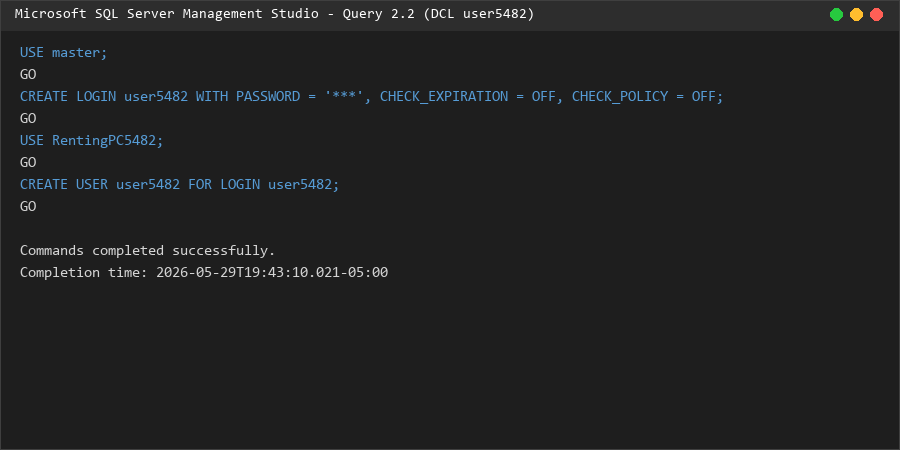 Microsoft SQL Server Management Studio - Query 2.2 (DCL user5482)
USE master;
GO
CREATE LOGIN user5482 WITH PASSWORD = '***', CHECK_EXPIRATION = OFF, CHECK_POLICY = OFF;
GO
USE RentingPC5482;
GO
CREATE USER user5482 FOR LOGIN user5482;
GO
Commands completed successfully.
Completion time: 2026-05-29T19:43:10.021-05:00